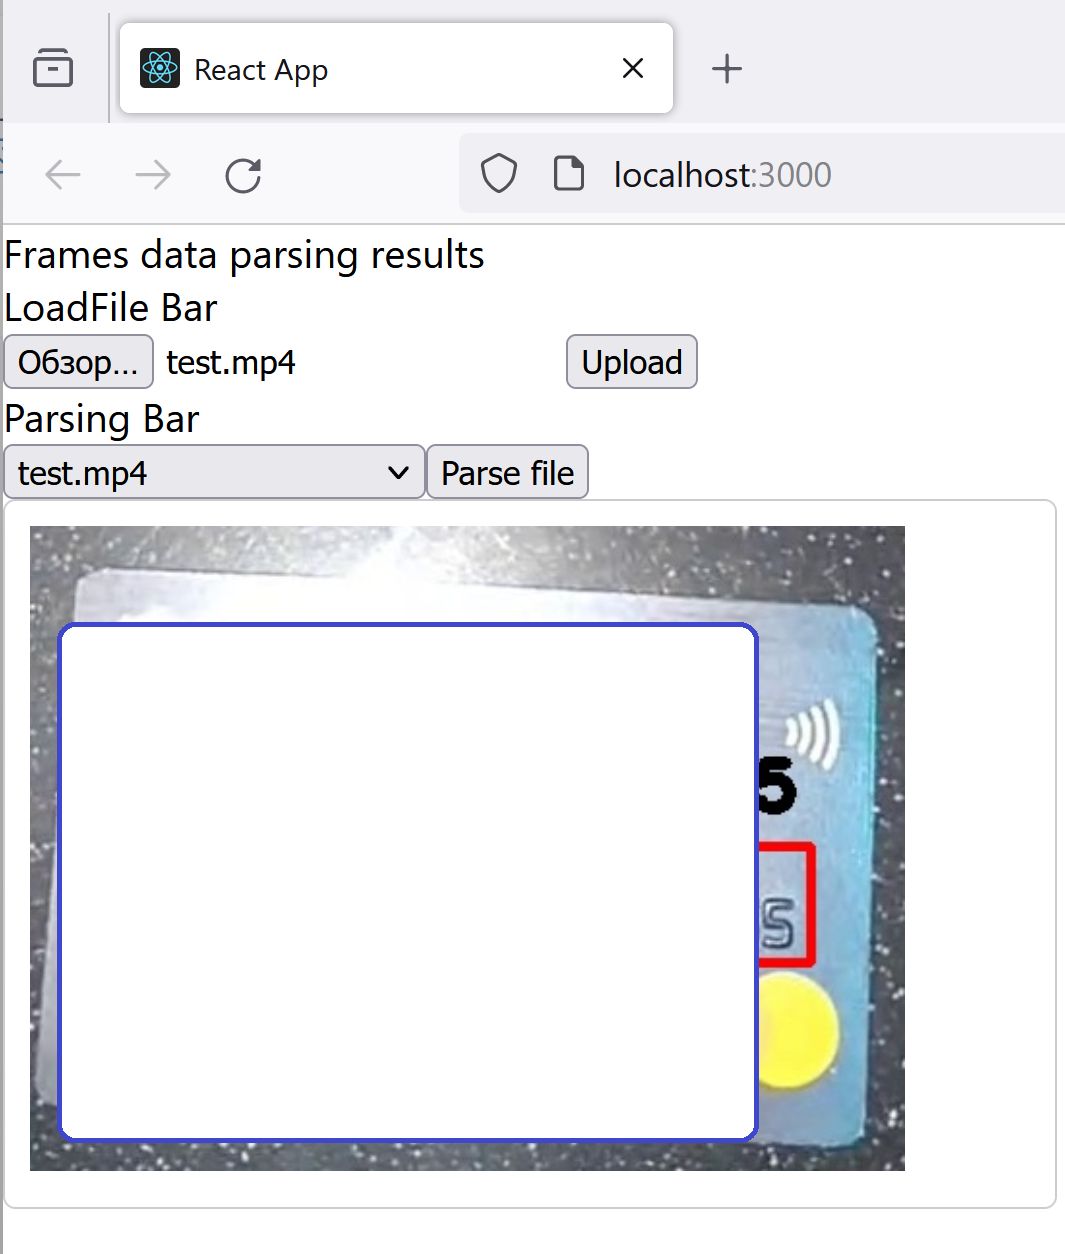 React App
localhost:3000
Frames data parsing results
LoadFile Bar
Обзор... test.mp4 Upload
Parsing Bar
test.mp4 Parse file
5
5